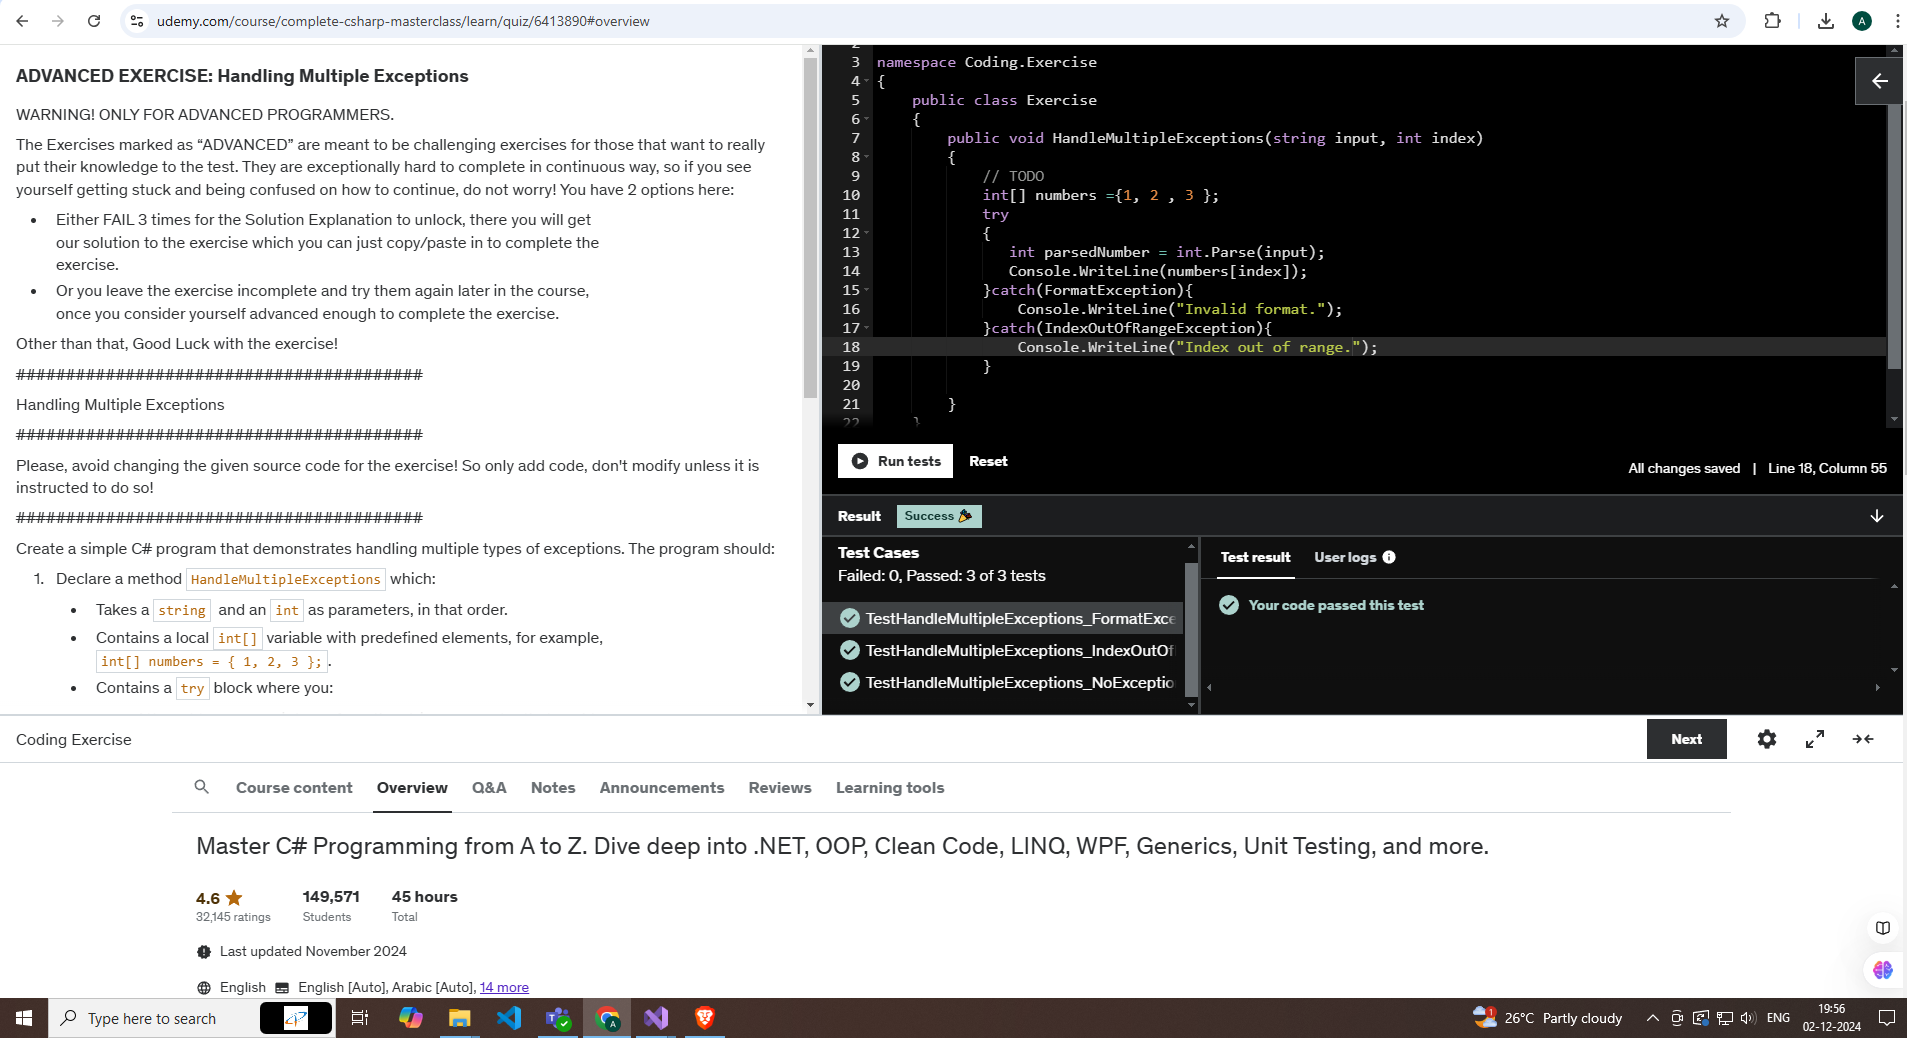 udemy.com/course/complete-csharp-masterclass/learn/quiz/6413890#overview
A
ADVANCED EXERCISE: Handling Multiple Exceptions
WARNING! ONLY FOR ADVANCED PROGRAMMERS.
The Exercises marked as “ADVANCED” are meant to be challenging exercises for those that want to really
put their knowledge to the test. They are exceptionally hard to complete in continuous way, so if you see
yourself getting stuck and being confused on how to continue, do not worry! You have 2 options here:
• Either FAIL 3 times for the Solution Explanation to unlock, there you will get
our solution to the exercise which you can just copy/paste in to complete the
exercise.
• Or you leave the exercise incomplete and try them again later in the course,
once you consider yourself advanced enough to complete the exercise.
Other than that, Good Luck with the exercise!
#########################################
Handling Multiple Exceptions
#########################################
Please, avoid changing the given source code for the exercise! So only add code, don't modify unless it is
instructed to do so!
#########################################
Create a simple C# program that demonstrates handling multiple types of exceptions. The program should:
1. Declare a method HandleMultipleExceptions which:
• Takes a string and an int as parameters, in that order.
• Contains a local int[] variable with predefined elements, for example,
int[] numbers = { 1, 2, 3 };.
• Contains a try block where you:
2
3 namespace Coding.Exercise
4 {
5 public class Exercise
6 {
7 public void HandleMultipleExceptions(string input, int index)
8 {
9 // TODO
10 int[] numbers ={1, 2 , 3 };
11 try
12 {
13 int parsedNumber = int.Parse(input);
14 Console.WriteLine(numbers[index]);
15 }catch(FormatException){
16 Console.WriteLine("Invalid format.");
17 }catch(IndexOutOfRangeException){
18 Console.WriteLine("Index out of range.");
19 }
20
21 }
22 }
Run tests Reset
All changes saved | Line 18, Column 55
Result Success
Test Cases
Failed: 0, Passed: 3 of 3 tests
TestHandleMultipleExceptions_FormatExce
TestHandleMultipleExceptions_IndexOutOf
TestHandleMultipleExceptions_NoExceptio
Test result User logs
Your code passed this test
Coding Exercise
Next
Course content Overview Q&A Notes Announcements Reviews Learning tools
Master C# Programming from A to Z. Dive deep into .NET, OOP, Clean Code, LINQ, WPF, Generics, Unit Testing, and more.
4.6 149,571 45 hours
32,145 ratings Students Total
Last updated November 2024
English English [Auto], Arabic [Auto], 14 more
Type here to search
A
1
26°C Partly cloudy
ENG
19:56
02-12-2024